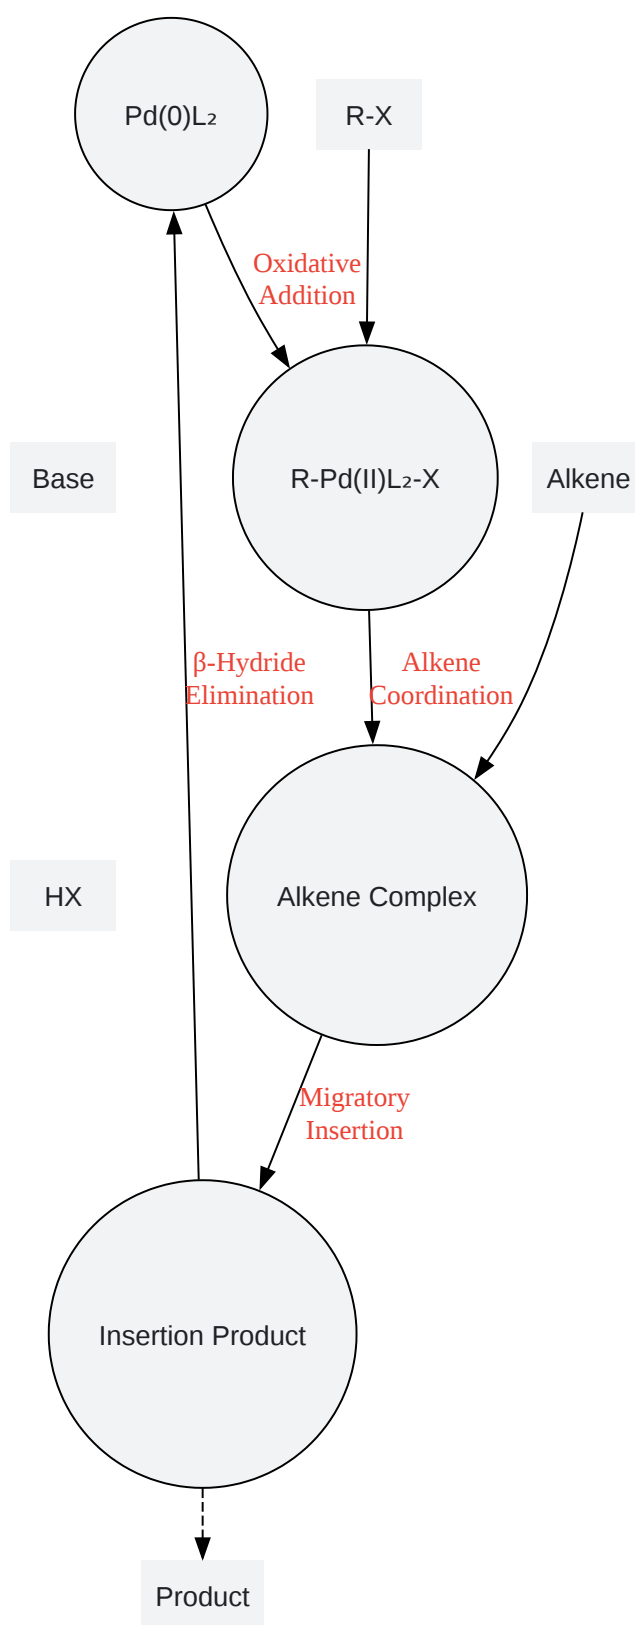 Pd(0)L₂
R-X
Oxidative
Addition
Base
R-Pd(II)L₂-X
Alkene
β-Hydride
Elimination
Alkene
Coordination
HX
Alkene Complex
Migratory
Insertion
Insertion Product
Product